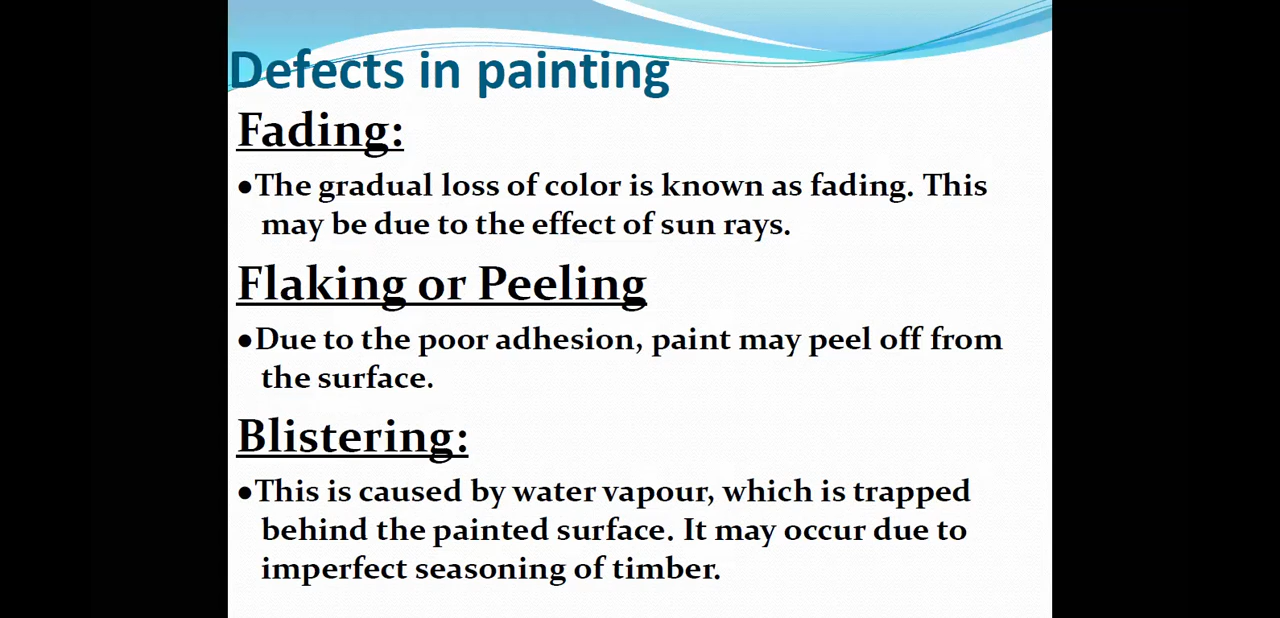 Defects in painting
Fading:
●The gradual loss of color is known as fading. This
may be due to the effect of sun rays.
Flaking or Peeling
●Due to the poor adhesion, paint may peel off from
the surface.
Blistering:
●This is caused by water vapour, which is trapped
behind the painted surface. It may occur due to
imperfect seasoning of timber.